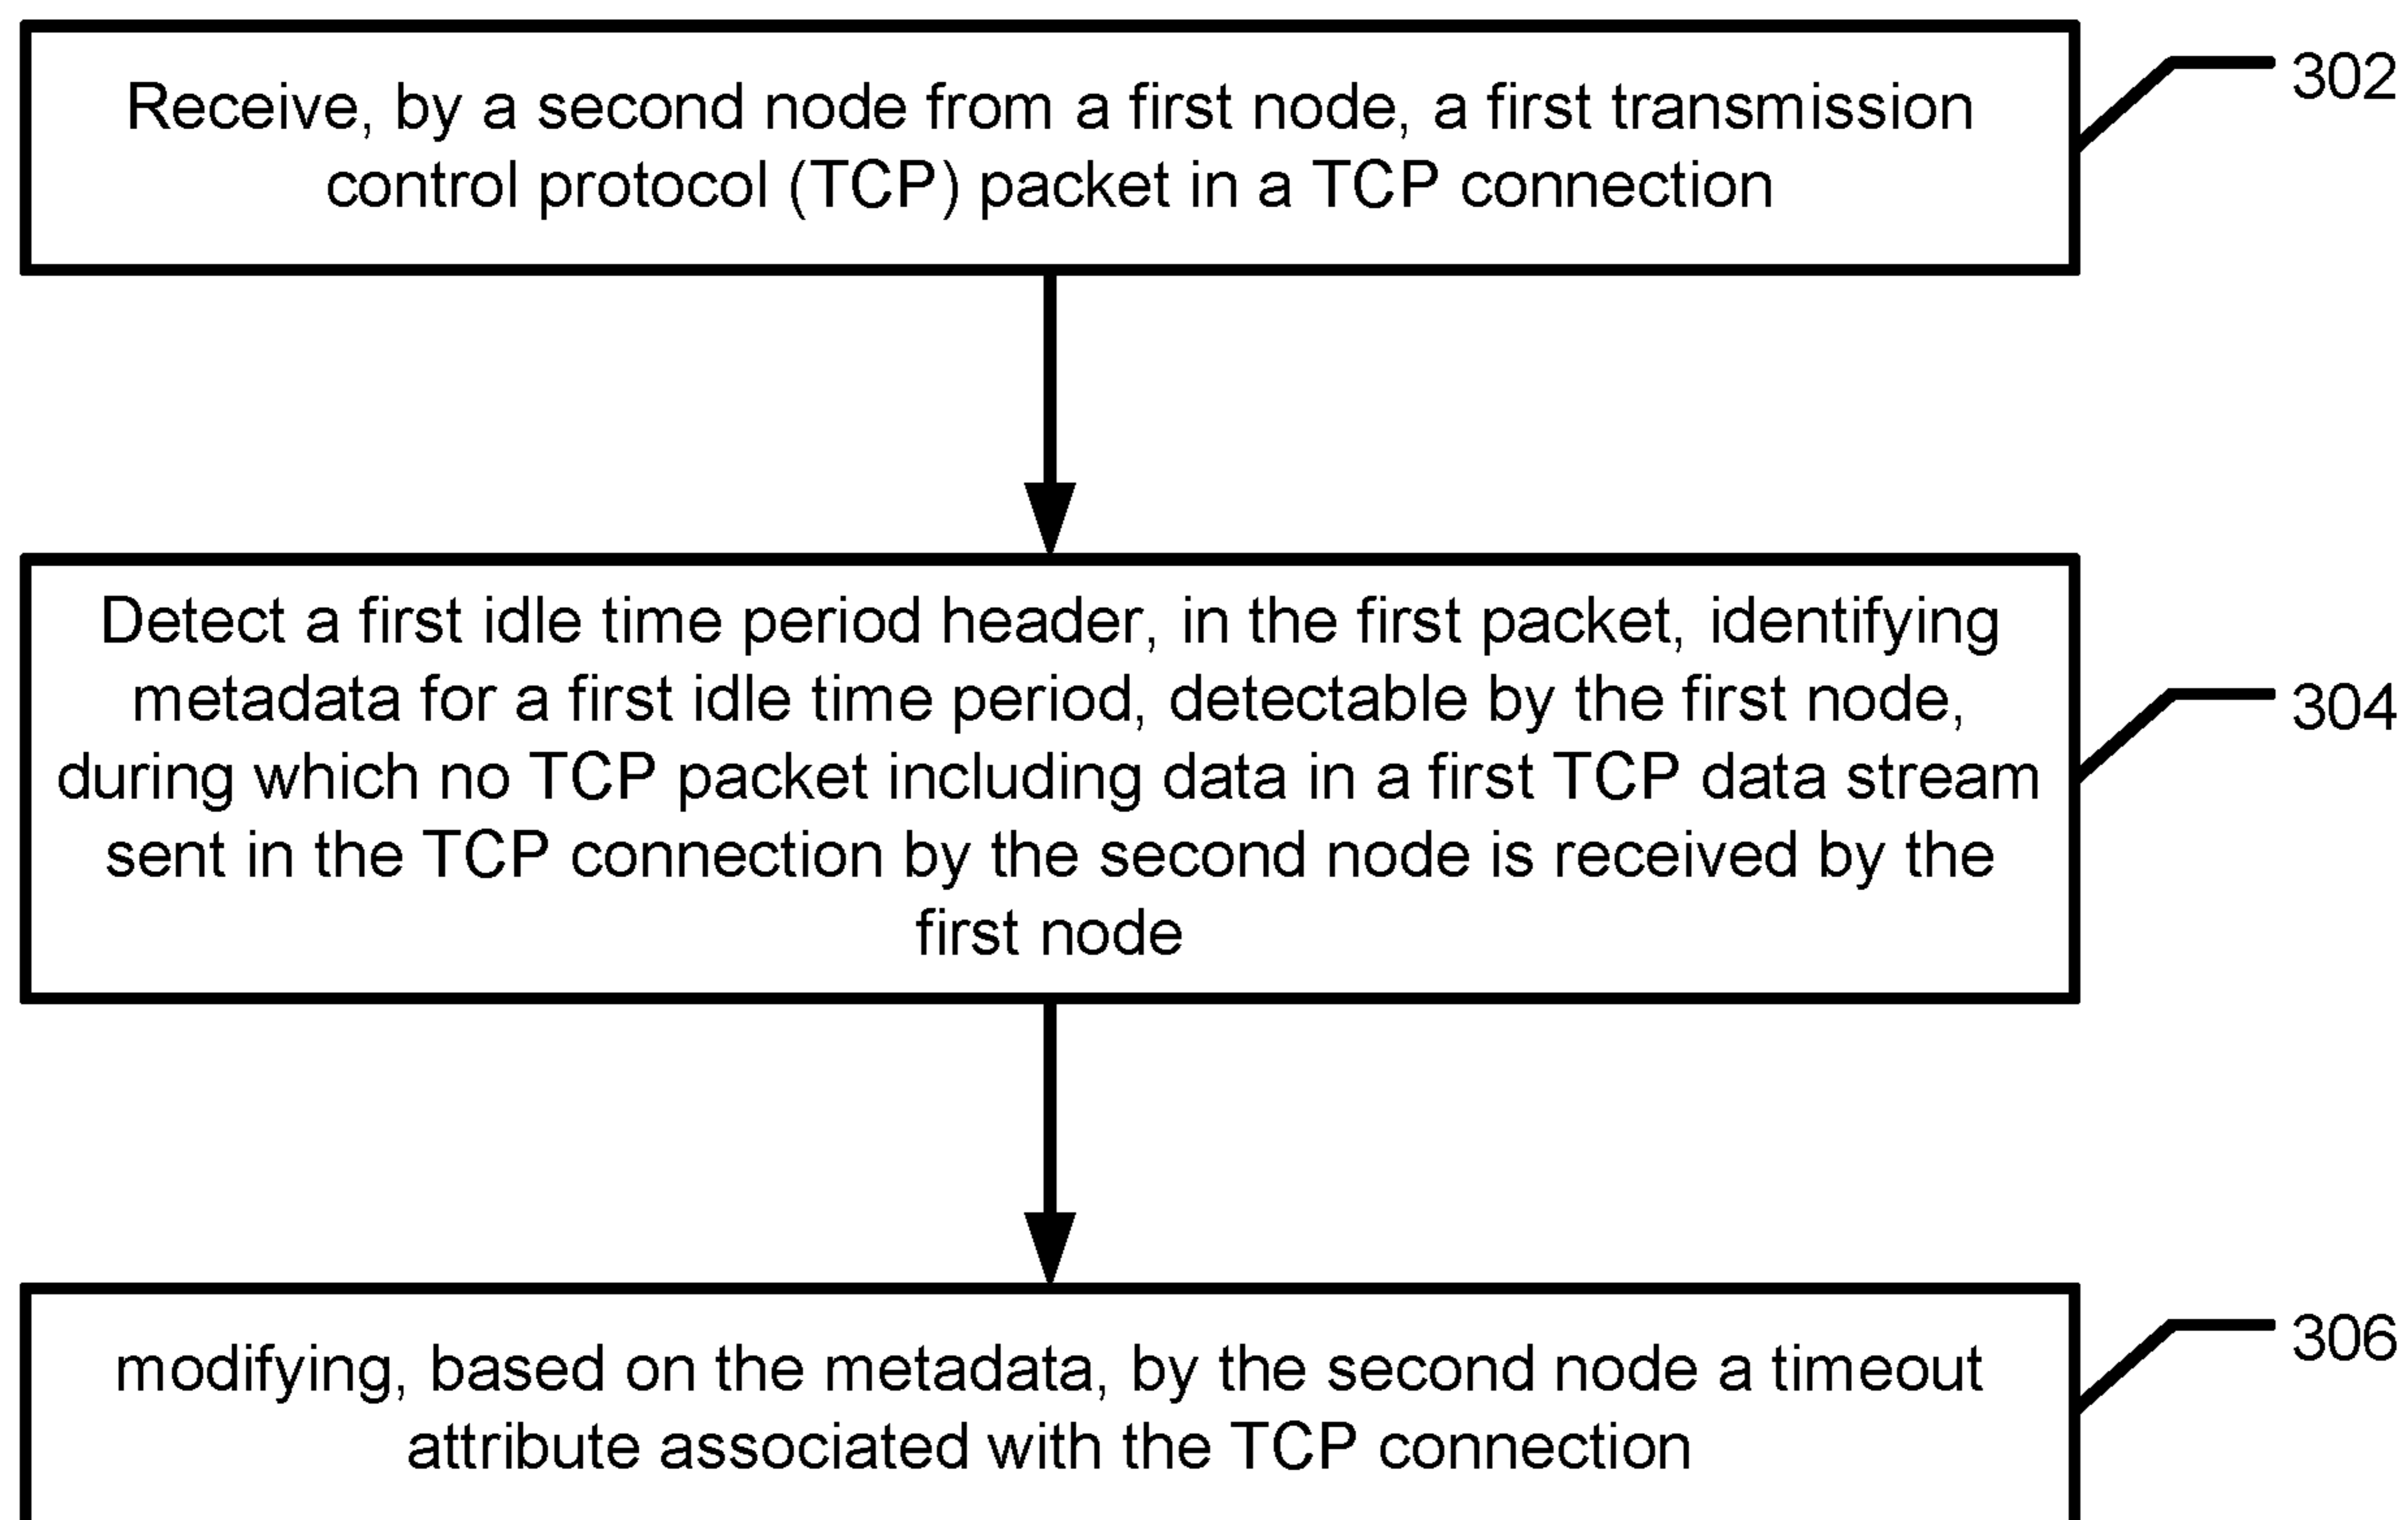 Receive, by a second node from a first node, a first transmission
control protocol (TCP) packet in a TCP connection
302
Detect a first idle time period header, in the first packet, identifying
metadata for a first idle time period, detectable by the first node,
during which no TCP packet including data in a first TCP data stream
sent in the TCP connection by the second node is received by the
first node
304
modifying, based on the metadata, by the second node a timeout
attribute associated with the TCP connection
306